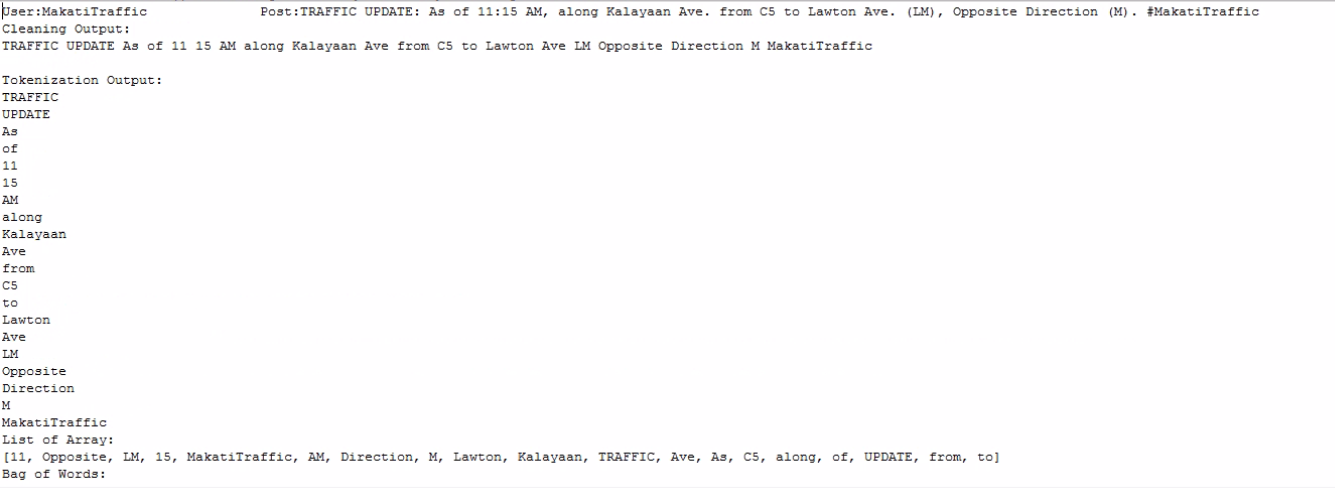 User:MakatiTraffic Post:TRAFFIC UPDATE: As of 11:15 AM, along Kalayaan Ave. from C5 to Lawton Ave. (LM), Opposite Direction (M). #MakatiTraffic
Cleaning Output:
TRAFFIC UPDATE As of 11 15 AM along Kalayaan Ave from C5 to Lawton Ave LM Opposite Direction M MakatiTraffic
Tokenization Output:
TRAFFIC
UPDATE
As
of
11
15
AM
along
Kalayaan
Ave
from
C5
to
Lawton
Ave
LM
Opposite
Direction
M
MakatiTraffic
List of Array:
[11, Opposite, LM, 15, MakatiTraffic, AM, Direction, M, Lawton, Kalayaan, TRAFFIC, Ave, As, C5, along, of, UPDATE, from, to]
Bag of Words: